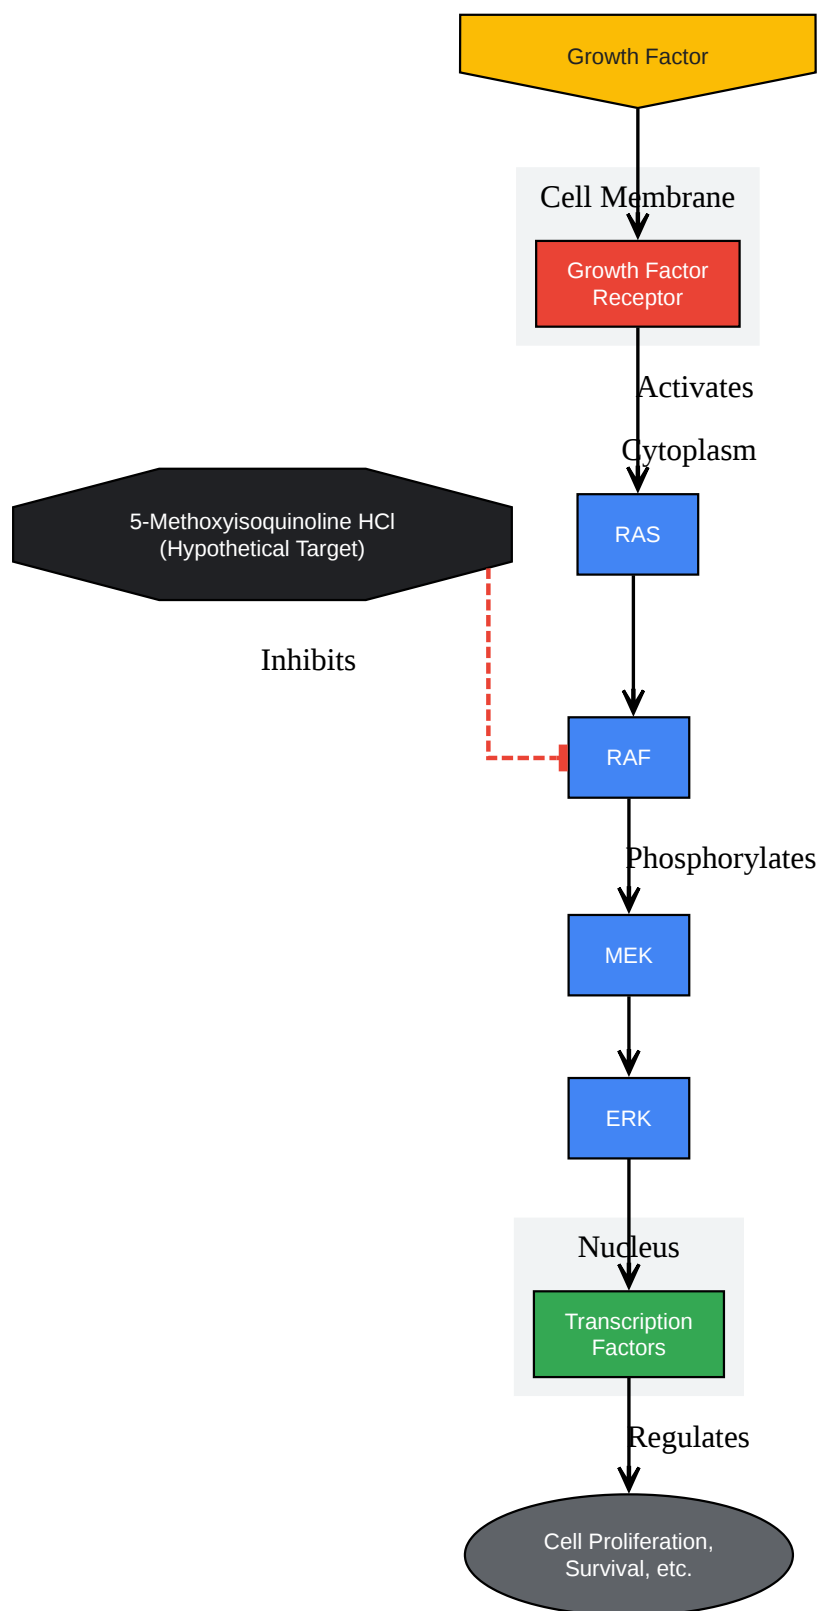 Growth Factor
Cell Membrane
Growth Factor
Receptor
Activates
Cytoplasm
5-Methoxyisoquinoline HCl
(Hypothetical Target)
RAS
Inhibits
RAF
Phosphorylates
MEK
ERK
Nucleus
Transcription
Factors
Regulates
Cell Proliferation,
Survival, etc.